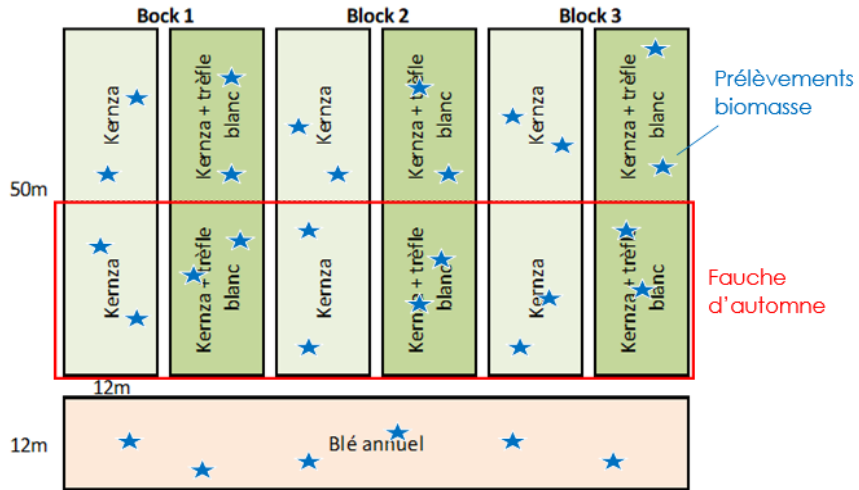 Bock 1
Block 2
Block 3
Kernza
Kernza + trèfle
blanc
Kernza
Kernza + trèfle
blanc
Kernza
Kernza + trèfle
blanc
Prélèvements
biomasse
50m
Kernza
Kernza + trèfle
blanc
Kernza
Kernza + trèfle
blanc
Kernza
Kernza + trèfle
blanc
Fauche
d'automne
12m
12m
Blé annuel